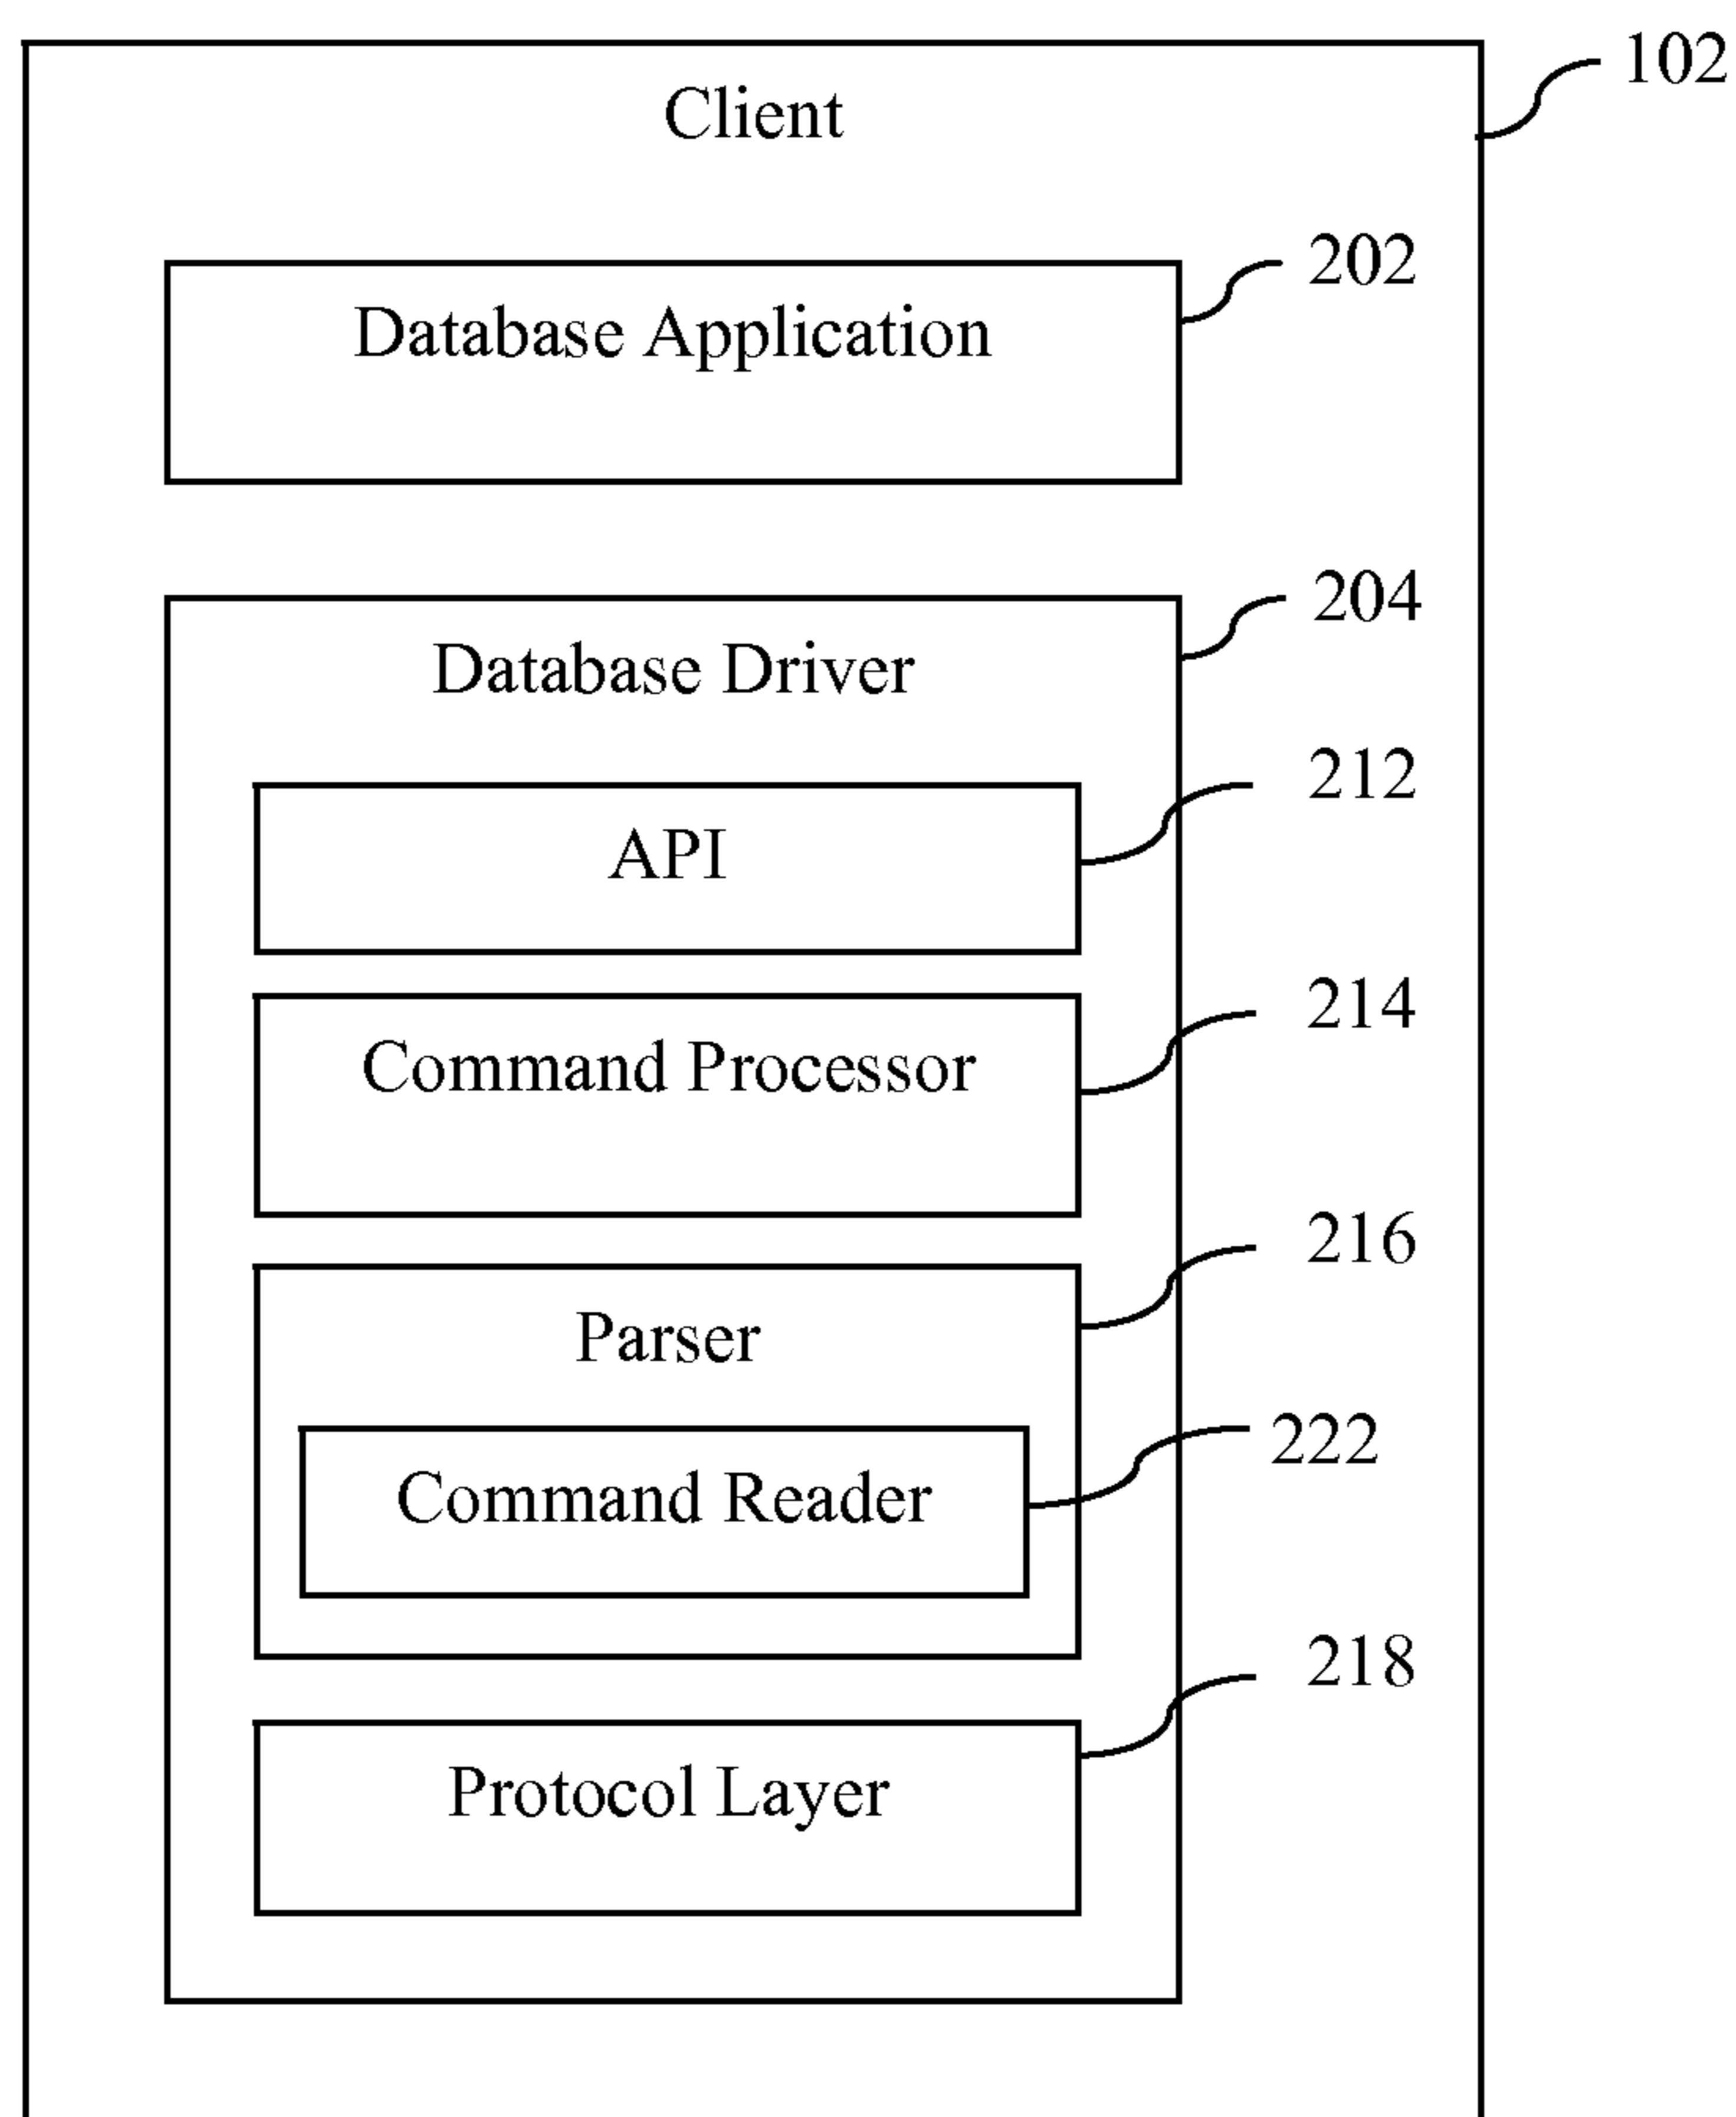 102
Client
202
Database Application
204
Database Driver
212
API
214
Command Processor
216
Parser
222
Command Reader
218
Protocol Layer